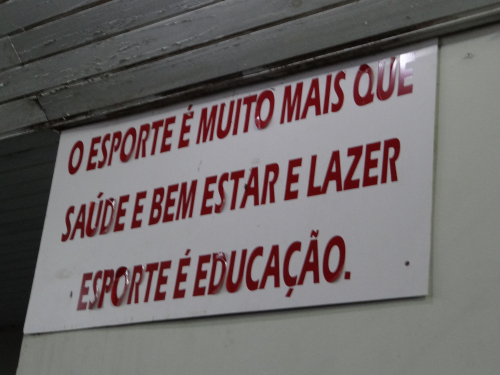 O ESPORTE É MUITO MAIS QUE
SAÚDE E BEM ESTAR E LAZER
ESPORTE É EDUCAÇÃO.